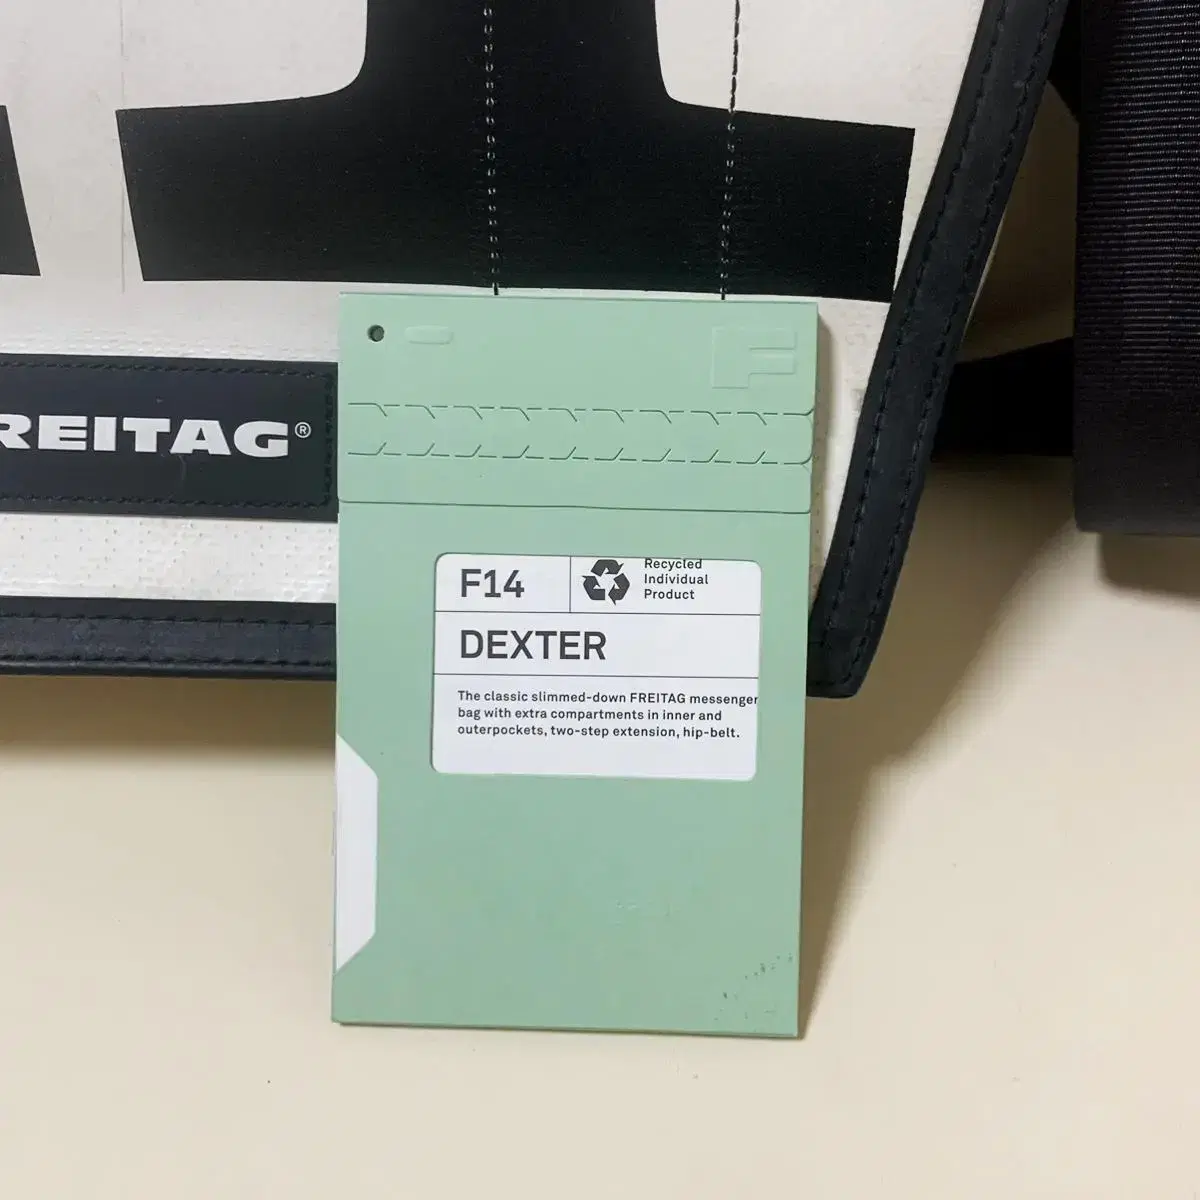 REITAG®
F14
Recycled
Individual
Product
DEXTER
The classic slimmed-down FREITAG messenger
bag with extra compartments in inner and
outerpockets, two-step extension, hip-belt.